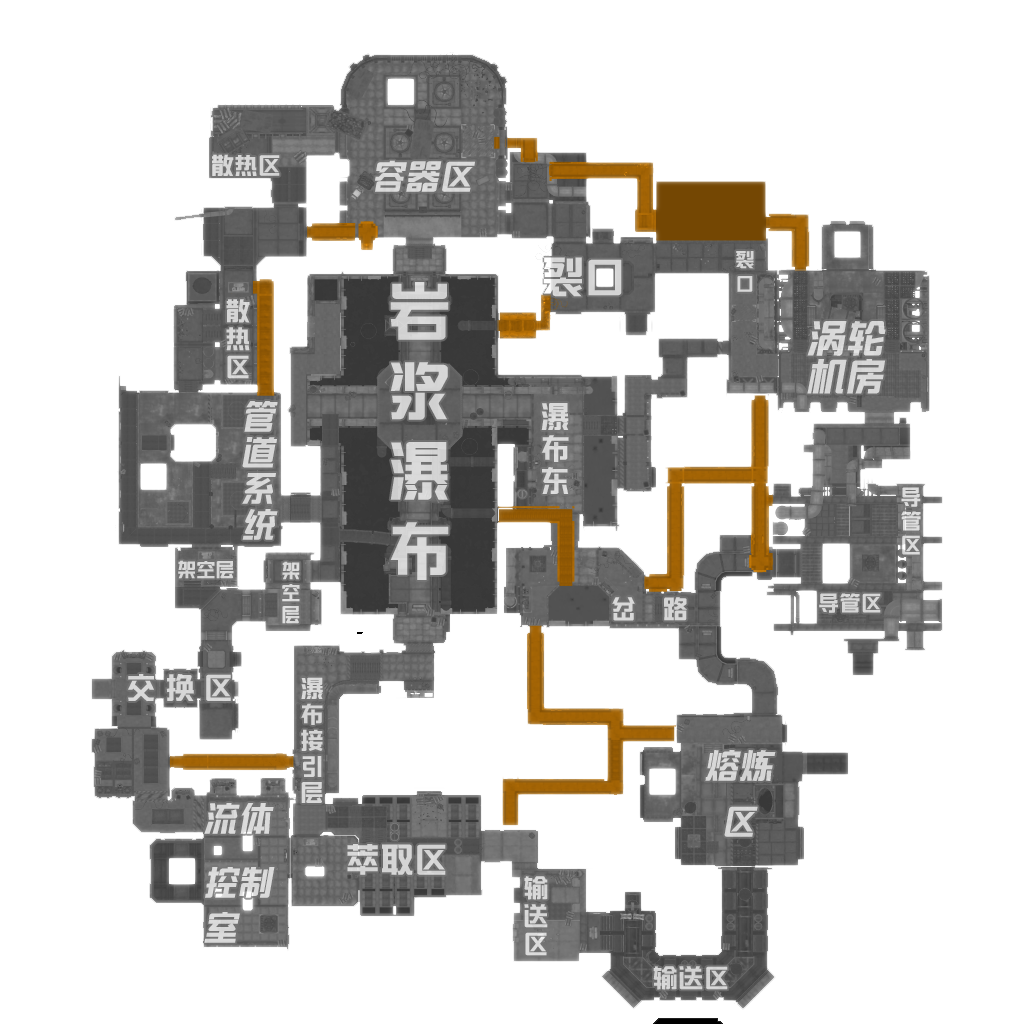 散热区
容器区
裂口
裂口
散热区
岩浆瀑布
涡轮
机房
管道系统
瀑布东
导管区
架空层
架空层
导管区
岔路
交换区
瀑布接引层
熔炼
区
流体
控制
室
萃取区
输送区
输送区